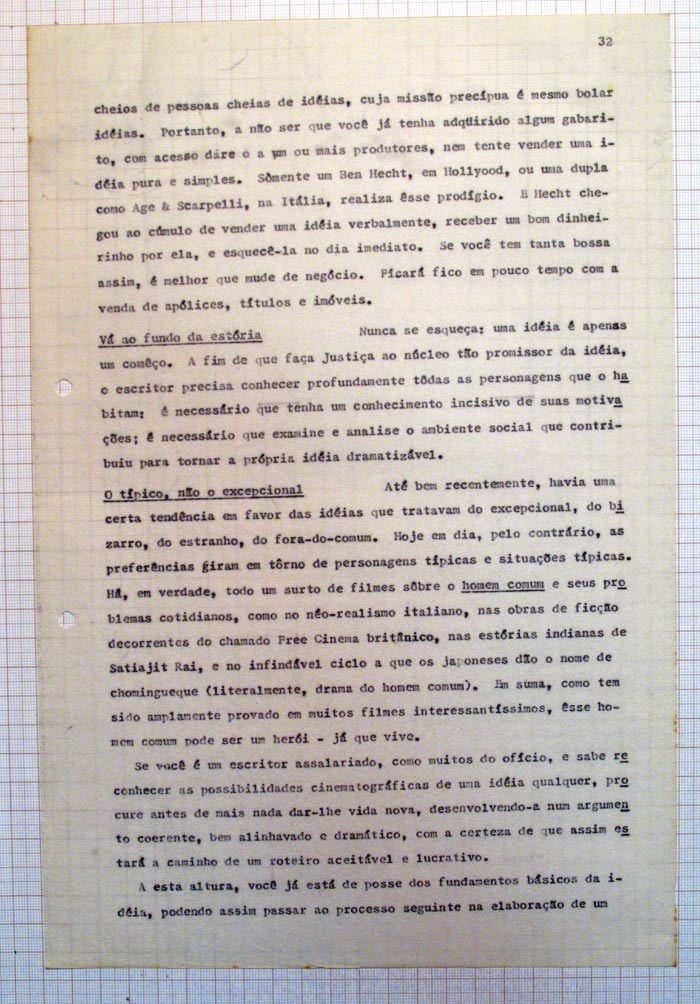 32
cheios de pessoas cheias de idéias, cuja missão precípua é mesmo bolar
idéias. Portanto, a não ser que você já tenha adqüirido algum gabari-
to, com acesso dire o a um ou mais produtores, nem tente vender uma i-
déia pura e simples. Sòmente um Ben Hecht, em Hollyood, ou uma dupla
como Age & Scarpelli, na Itália, realiza êsse prodígio. E Hecht che-
gou ao cúmulo de vender uma idéia verbalmente, receber um bom dinhei-
rinho por ela, e esquecê-la no dia imediato. Se você tem tanta bossa
assim, é melhor que mude de negócio. Ficará fico em pouco tempo com a
venda de apólices, títulos e imóveis.
Vá ao fundo da estória Nunca se esqueça: uma idéia é apenas
um comêço. A fim de que faça justiça ao núcleo tão promissor da idéia,
o escritor precisa conhecer profundamente tôdas as personagens que o ha
bitam: é necessário que tenha um conhecimento incisivo de suas motiva
ções; é necessário que examine e analise o ambiente social que contri-
buiu para tornar a própria idéia dramatizável.
O típico, não o excepcional Até bem recentemente, havia uma
certa tendência em favor das idéias que tratavam do excepcional, do bi
zarro, do estranho, do fora-do-comum. Hoje em dia, pelo contrário, as
preferências giram em tôrno de personagens típicas e situações típicas.
Há, em verdade, todo um surto de filmes sôbre o homem comum e seus pro
blemas cotidianos, como no néo-realismo italiano, nas obras de ficção
decorrentes do chamado Free Cinema britânico, nas estórias indianas de
Satiajit Rai, e no infindável ciclo a que os japoneses dão o nome de
chomingueque (literalmente, drama do homem comum). Em suma, como tem
sido amplamente provado em muitos filmes interessantíssimos, êsse ho-
mem comum pode ser um herói - já que vive.
Se você é um escritor assalariado, como muitos do ofício, e sabe re
conhecer as possibilidades cinematográficas de uma idéia qualquer, pro
cure antes de mais nada dar-lhe vida nova, desenvolvendo-a num argumen
to coerente, bem alinhavado e dramático, com a certeza de que assim es
tará a caminho de um roteiro aceitável e lucrativo.
A esta altura, você já está de posse dos fundamentos básicos da i-
déia, podendo assim passar ao processo seguinte na elaboração de um